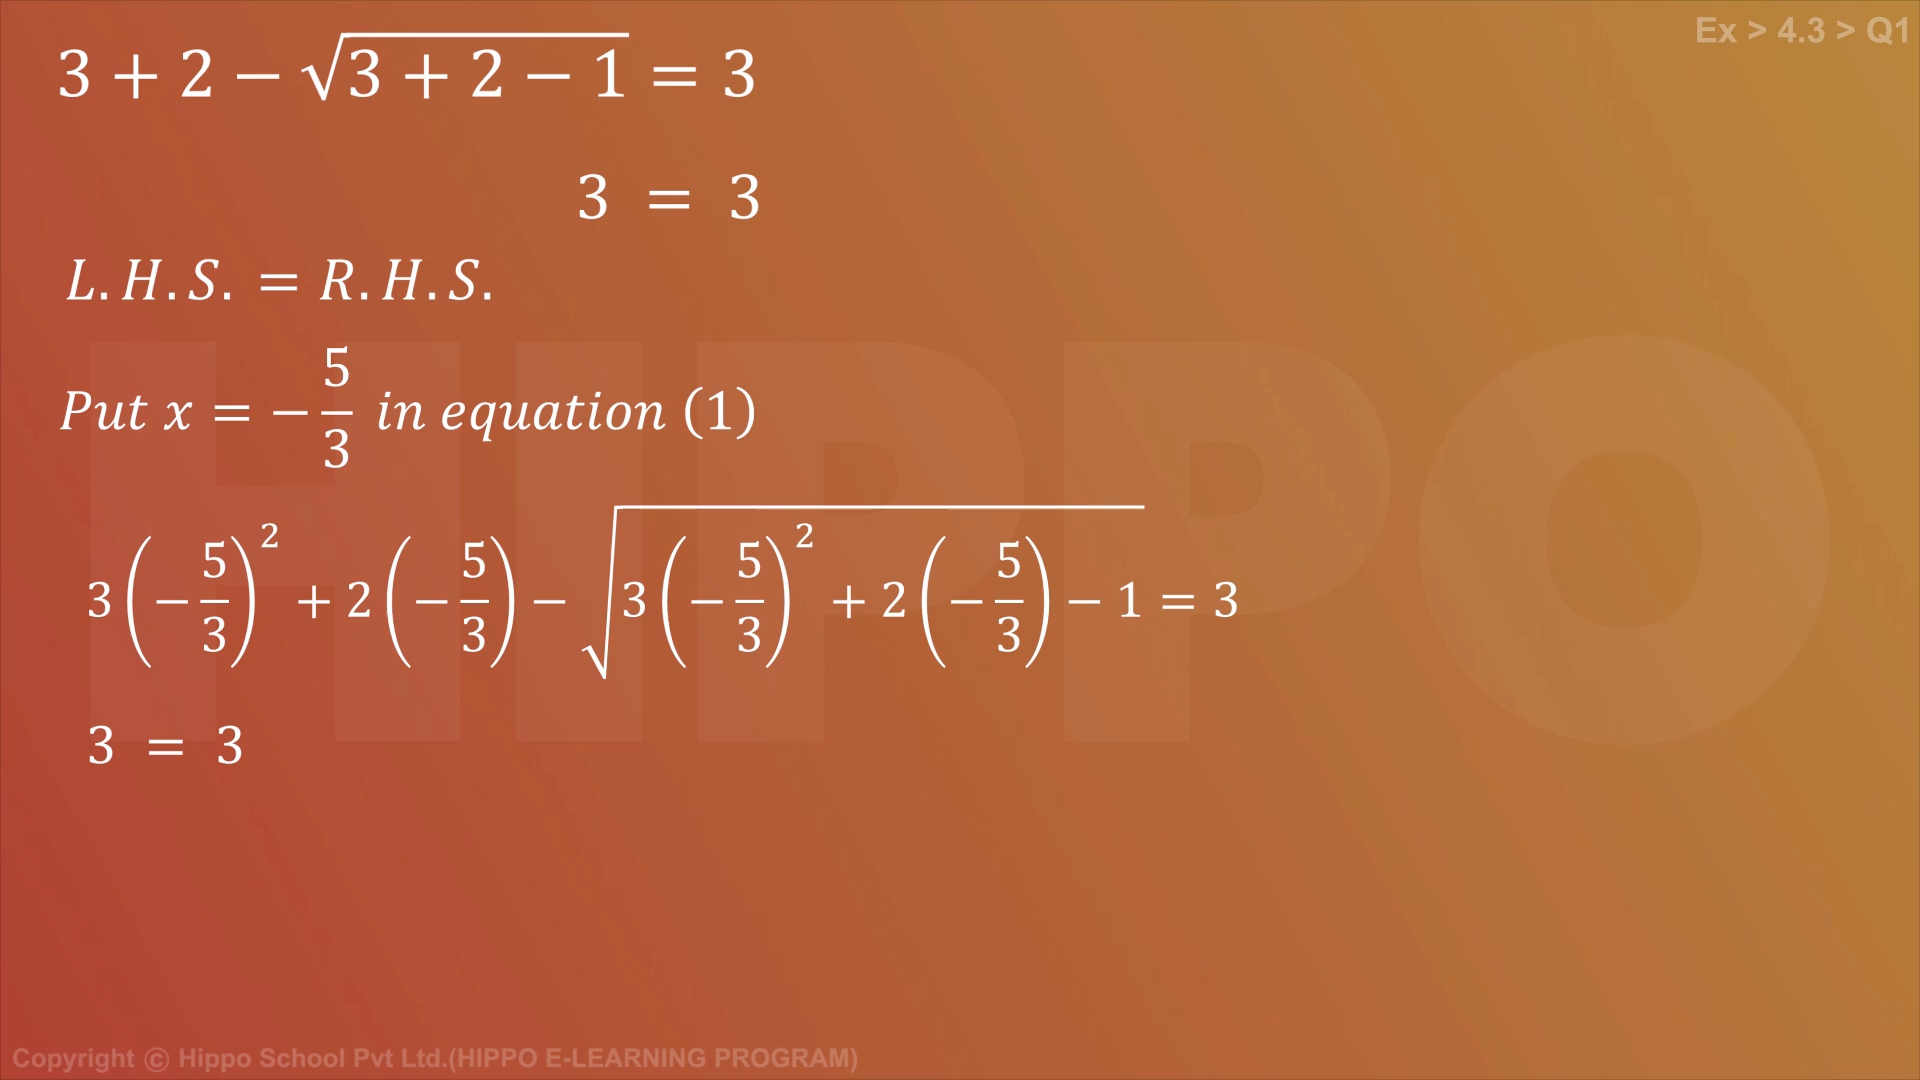 Ex > 4.3 > Q1
3 + 2 − √(3 + 2 − 1) = 3
3 = 3
L.H.S. = R.H.S.
Put x = −5/3 in equation (1)
3(−5/3)² + 2(−5/3) − √(3(−5/3)² + 2(−5/3) − 1) = 3
3 = 3
HIPPO
Copyright © Hippo School Pvt Ltd.(HIPPO E-LEARNING PROGRAM)